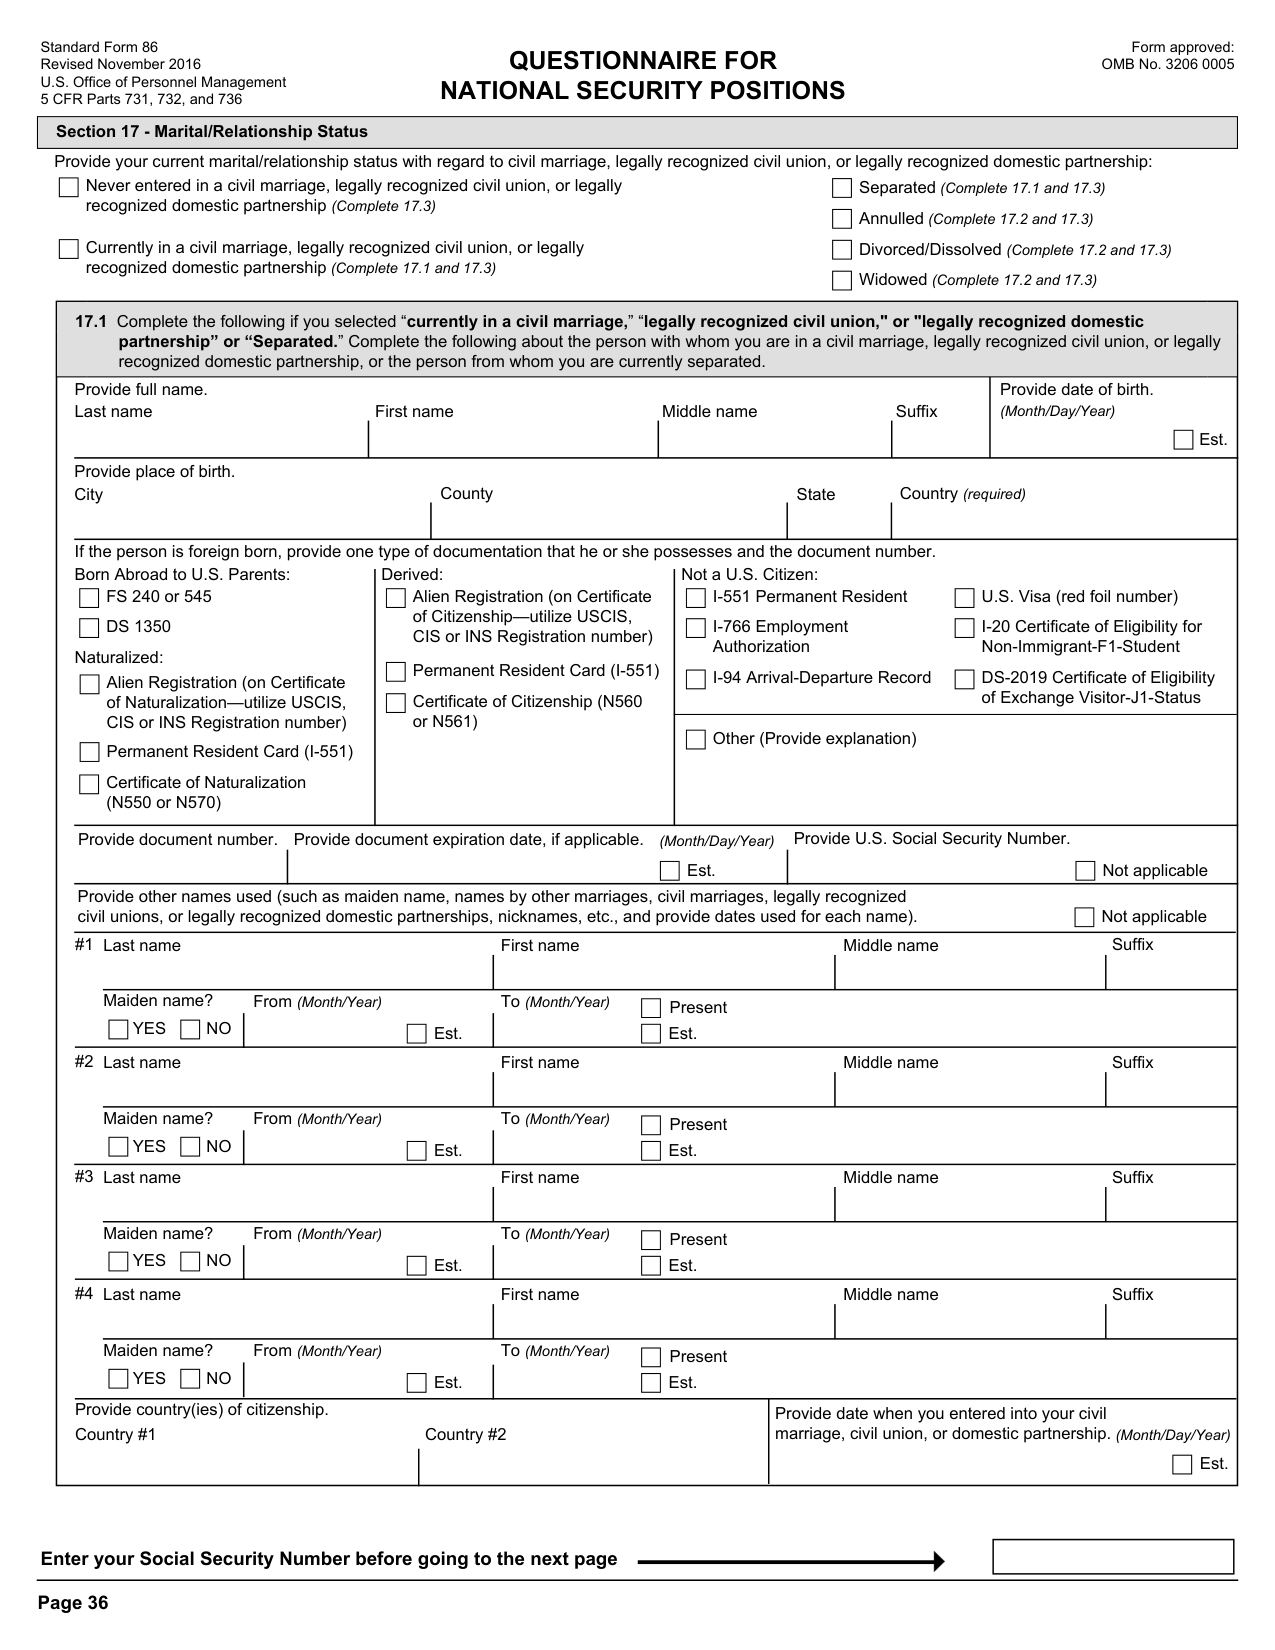 Standard Form 86
Revised November 2016
U.S. Office of Personnel Management
5 CFR Parts 731, 732, and 736
QUESTIONNAIRE FOR
NATIONAL SECURITY POSITIONS
Form approved:
OMB No. 3206 0005
Section 17 - Marital/Relationship Status
Provide your current marital/relationship status with regard to civil marriage, legally recognized civil union, or legally recognized domestic partnership:
Never entered in a civil marriage, legally recognized civil union, or legally
recognized domestic partnership (Complete 17.3)
Currently in a civil marriage, legally recognized civil union, or legally
recognized domestic partnership (Complete 17.1 and 17.3)
Separated (Complete 17.1 and 17.3)
Annulled (Complete 17.2 and 17.3)
Divorced/Dissolved (Complete 17.2 and 17.3)
Widowed (Complete 17.2 and 17.3)
17.1 Complete the following if you selected “currently in a civil marriage,” “legally recognized civil union," or "legally recognized domestic
partnership” or “Separated.” Complete the following about the person with whom you are in a civil marriage, legally recognized civil union, or legally
recognized domestic partnership, or the person from whom you are currently separated.
Provide full name.
Last name First name Middle name Suffix
Provide date of birth.
(Month/Day/Year)
Est.
Provide place of birth.
City County State Country (required)
If the person is foreign born, provide one type of documentation that he or she possesses and the document number.
Born Abroad to U.S. Parents:
FS 240 or 545
DS 1350
Naturalized:
Alien Registration (on Certificate
of Naturalization—utilize USCIS,
CIS or INS Registration number)
Permanent Resident Card (I-551)
Certificate of Naturalization
(N550 or N570)
Derived:
Alien Registration (on Certificate
of Citizenship—utilize USCIS,
CIS or INS Registration number)
Permanent Resident Card (I-551)
Certificate of Citizenship (N560
or N561)
Not a U.S. Citizen:
I-551 Permanent Resident
I-766 Employment
Authorization
I-94 Arrival-Departure Record
U.S. Visa (red foil number)
I-20 Certificate of Eligibility for
Non-Immigrant-F1-Student
DS-2019 Certificate of Eligibility
of Exchange Visitor-J1-Status
Other (Provide explanation)
Provide document number. Provide document expiration date, if applicable. (Month/Day/Year) Provide U.S. Social Security Number.
Est. Not applicable
Provide other names used (such as maiden name, names by other marriages, civil marriages, legally recognized
civil unions, or legally recognized domestic partnerships, nicknames, etc., and provide dates used for each name). Not applicable
#1 Last name First name Middle name Suffix
Maiden name? From (Month/Year) To (Month/Year) Present
YES NO Est. Est.
#2 Last name First name Middle name Suffix
Maiden name? From (Month/Year) To (Month/Year) Present
YES NO Est. Est.
#3 Last name First name Middle name Suffix
Maiden name? From (Month/Year) To (Month/Year) Present
YES NO Est. Est.
#4 Last name First name Middle name Suffix
Maiden name? From (Month/Year) To (Month/Year) Present
YES NO Est. Est.
Provide country(ies) of citizenship.
Country #1 Country #2
Provide date when you entered into your civil
marriage, civil union, or domestic partnership. (Month/Day/Year)
Est.
Enter your Social Security Number before going to the next page
Page 36